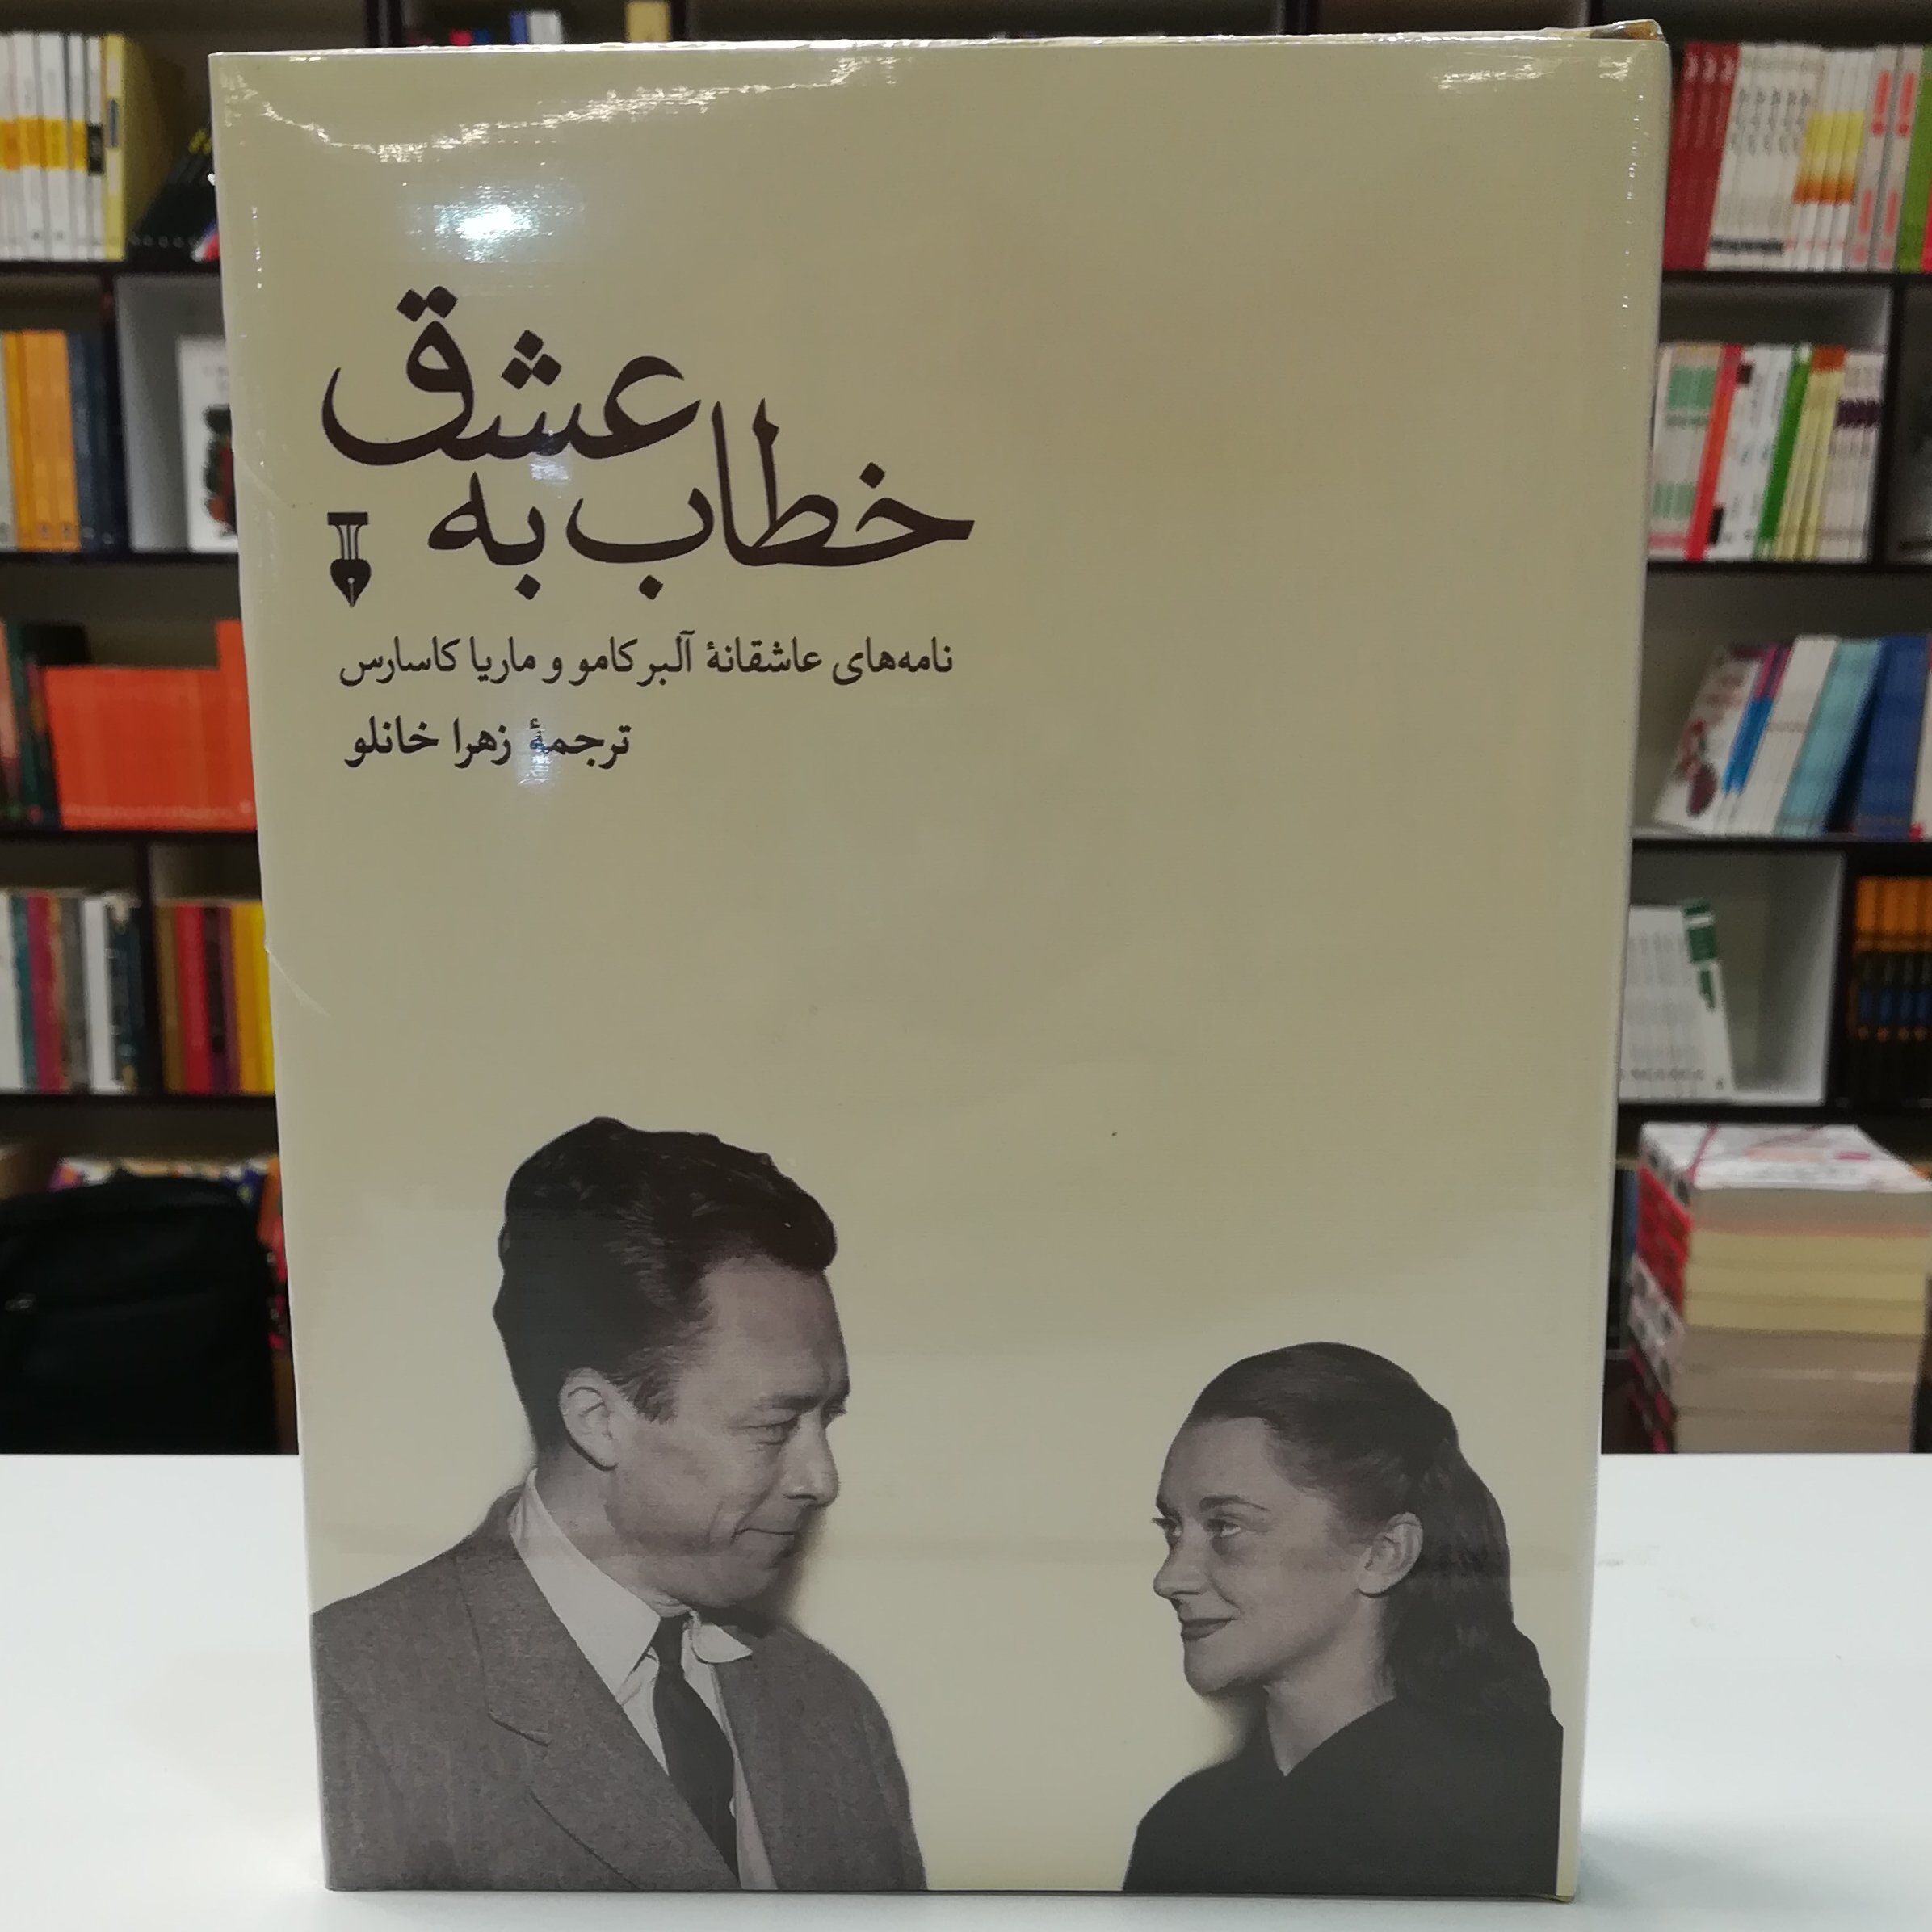 خطاب به عشق
نامه‌های عاشقانهٔ آلبر کامو و ماریا کاسارس
ترجمهٔ زهرا خانلو